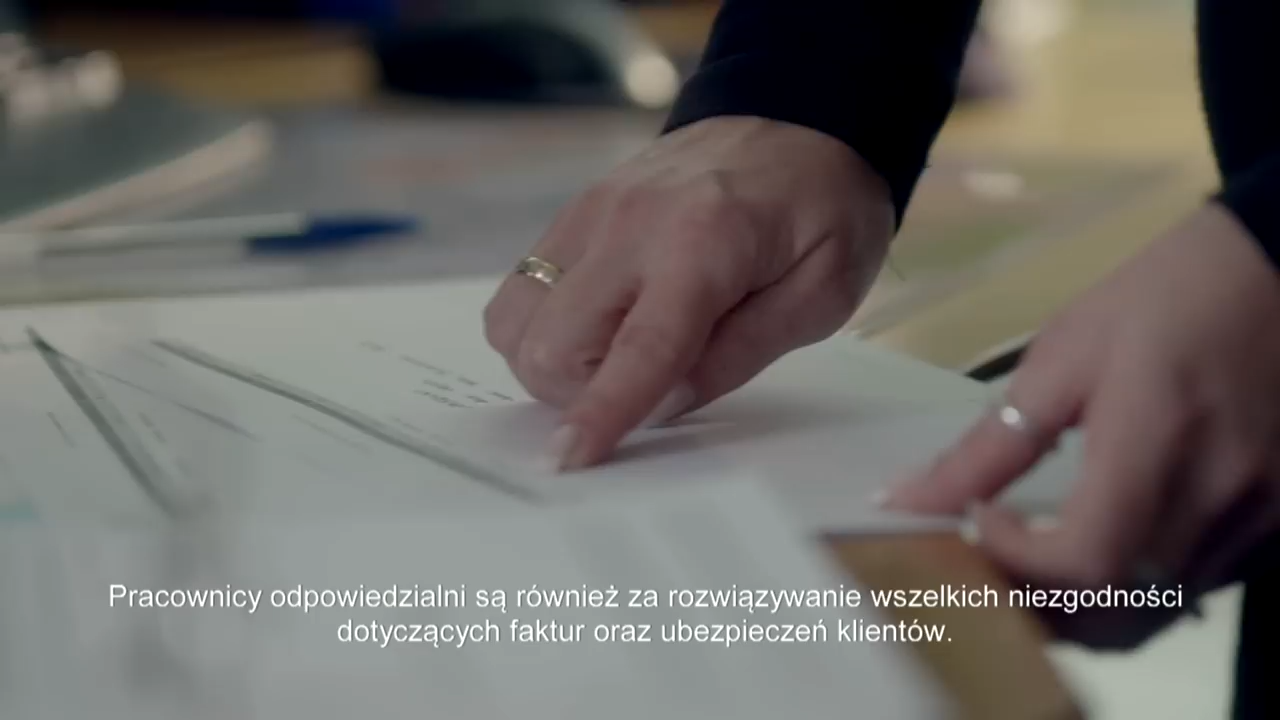 Pracownicy odpowiedzialni są również za rozwiązywanie wszelkich niezgodności
dotyczących faktur oraz ubezpieczeń klientów.